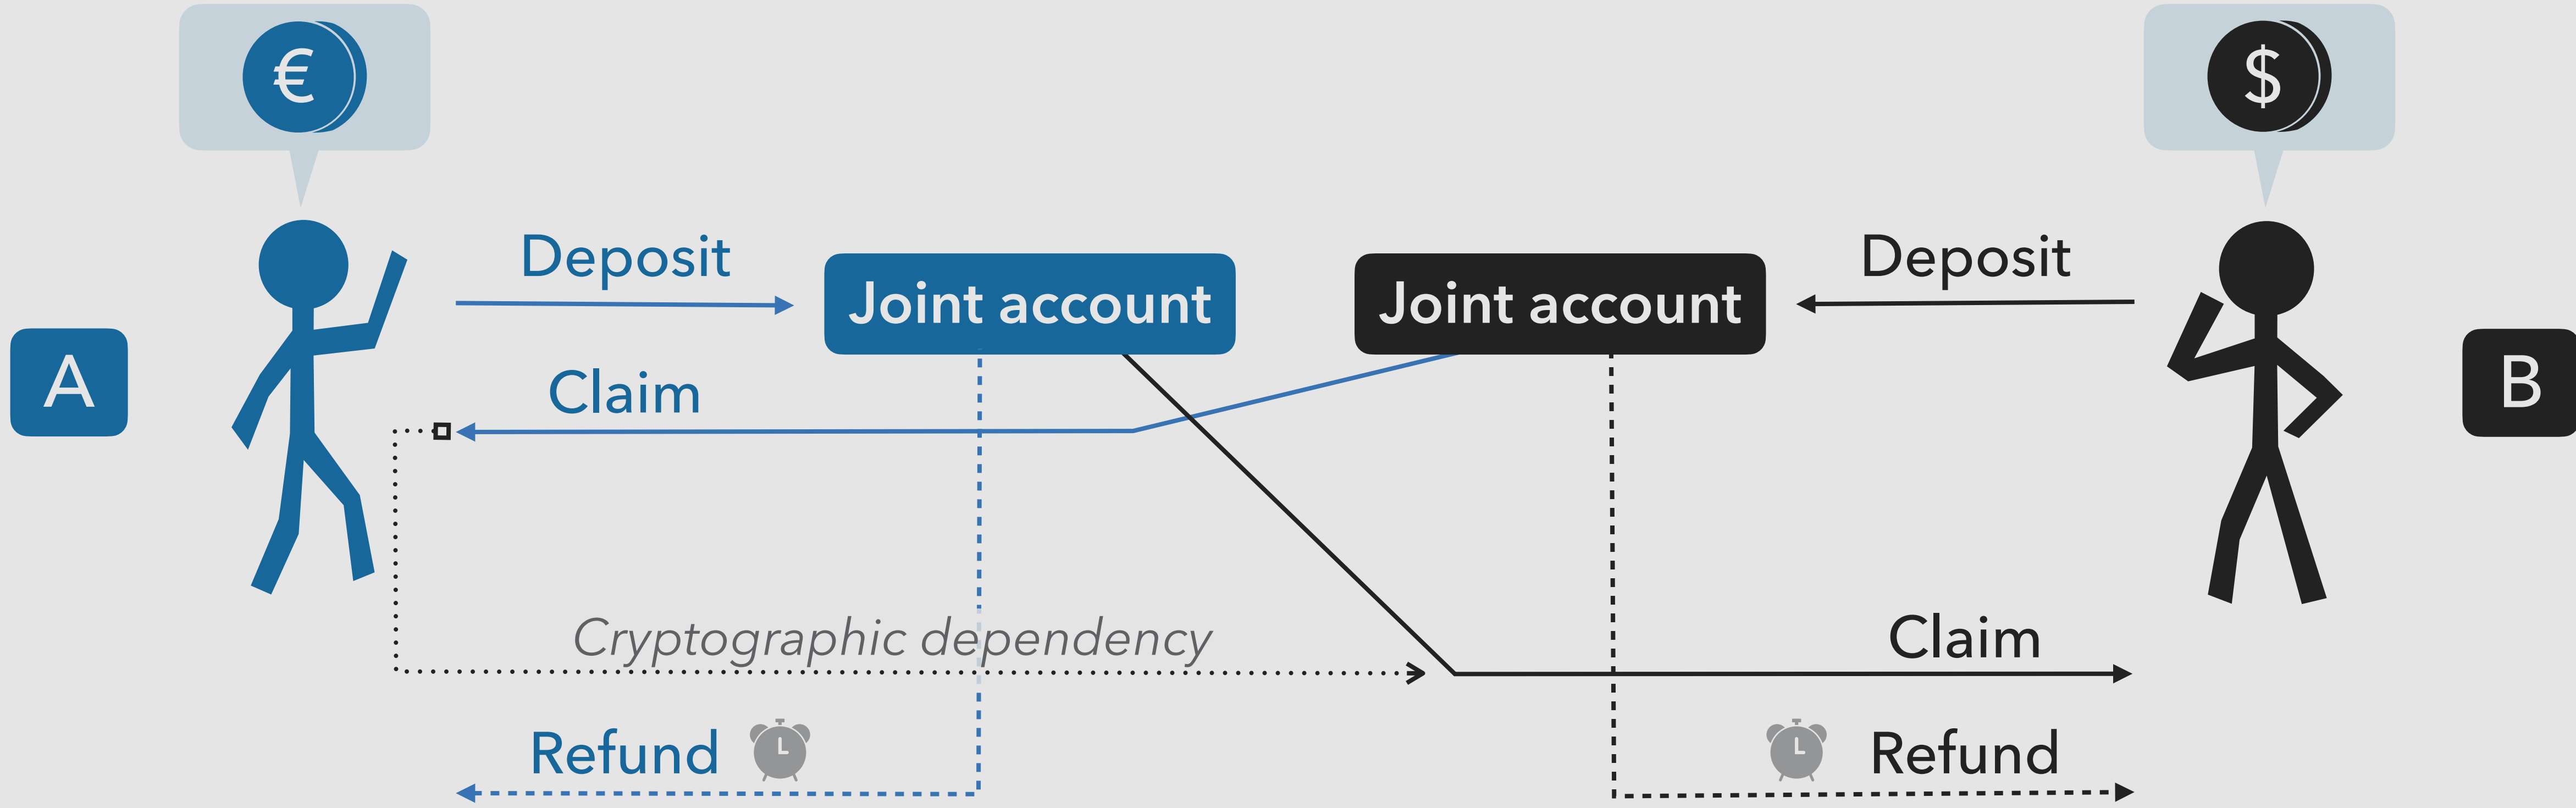 €
$
Deposit
Joint account
Joint account
Deposit
A
Claim
B
Cryptographic dependency
Claim
Refund
Refund